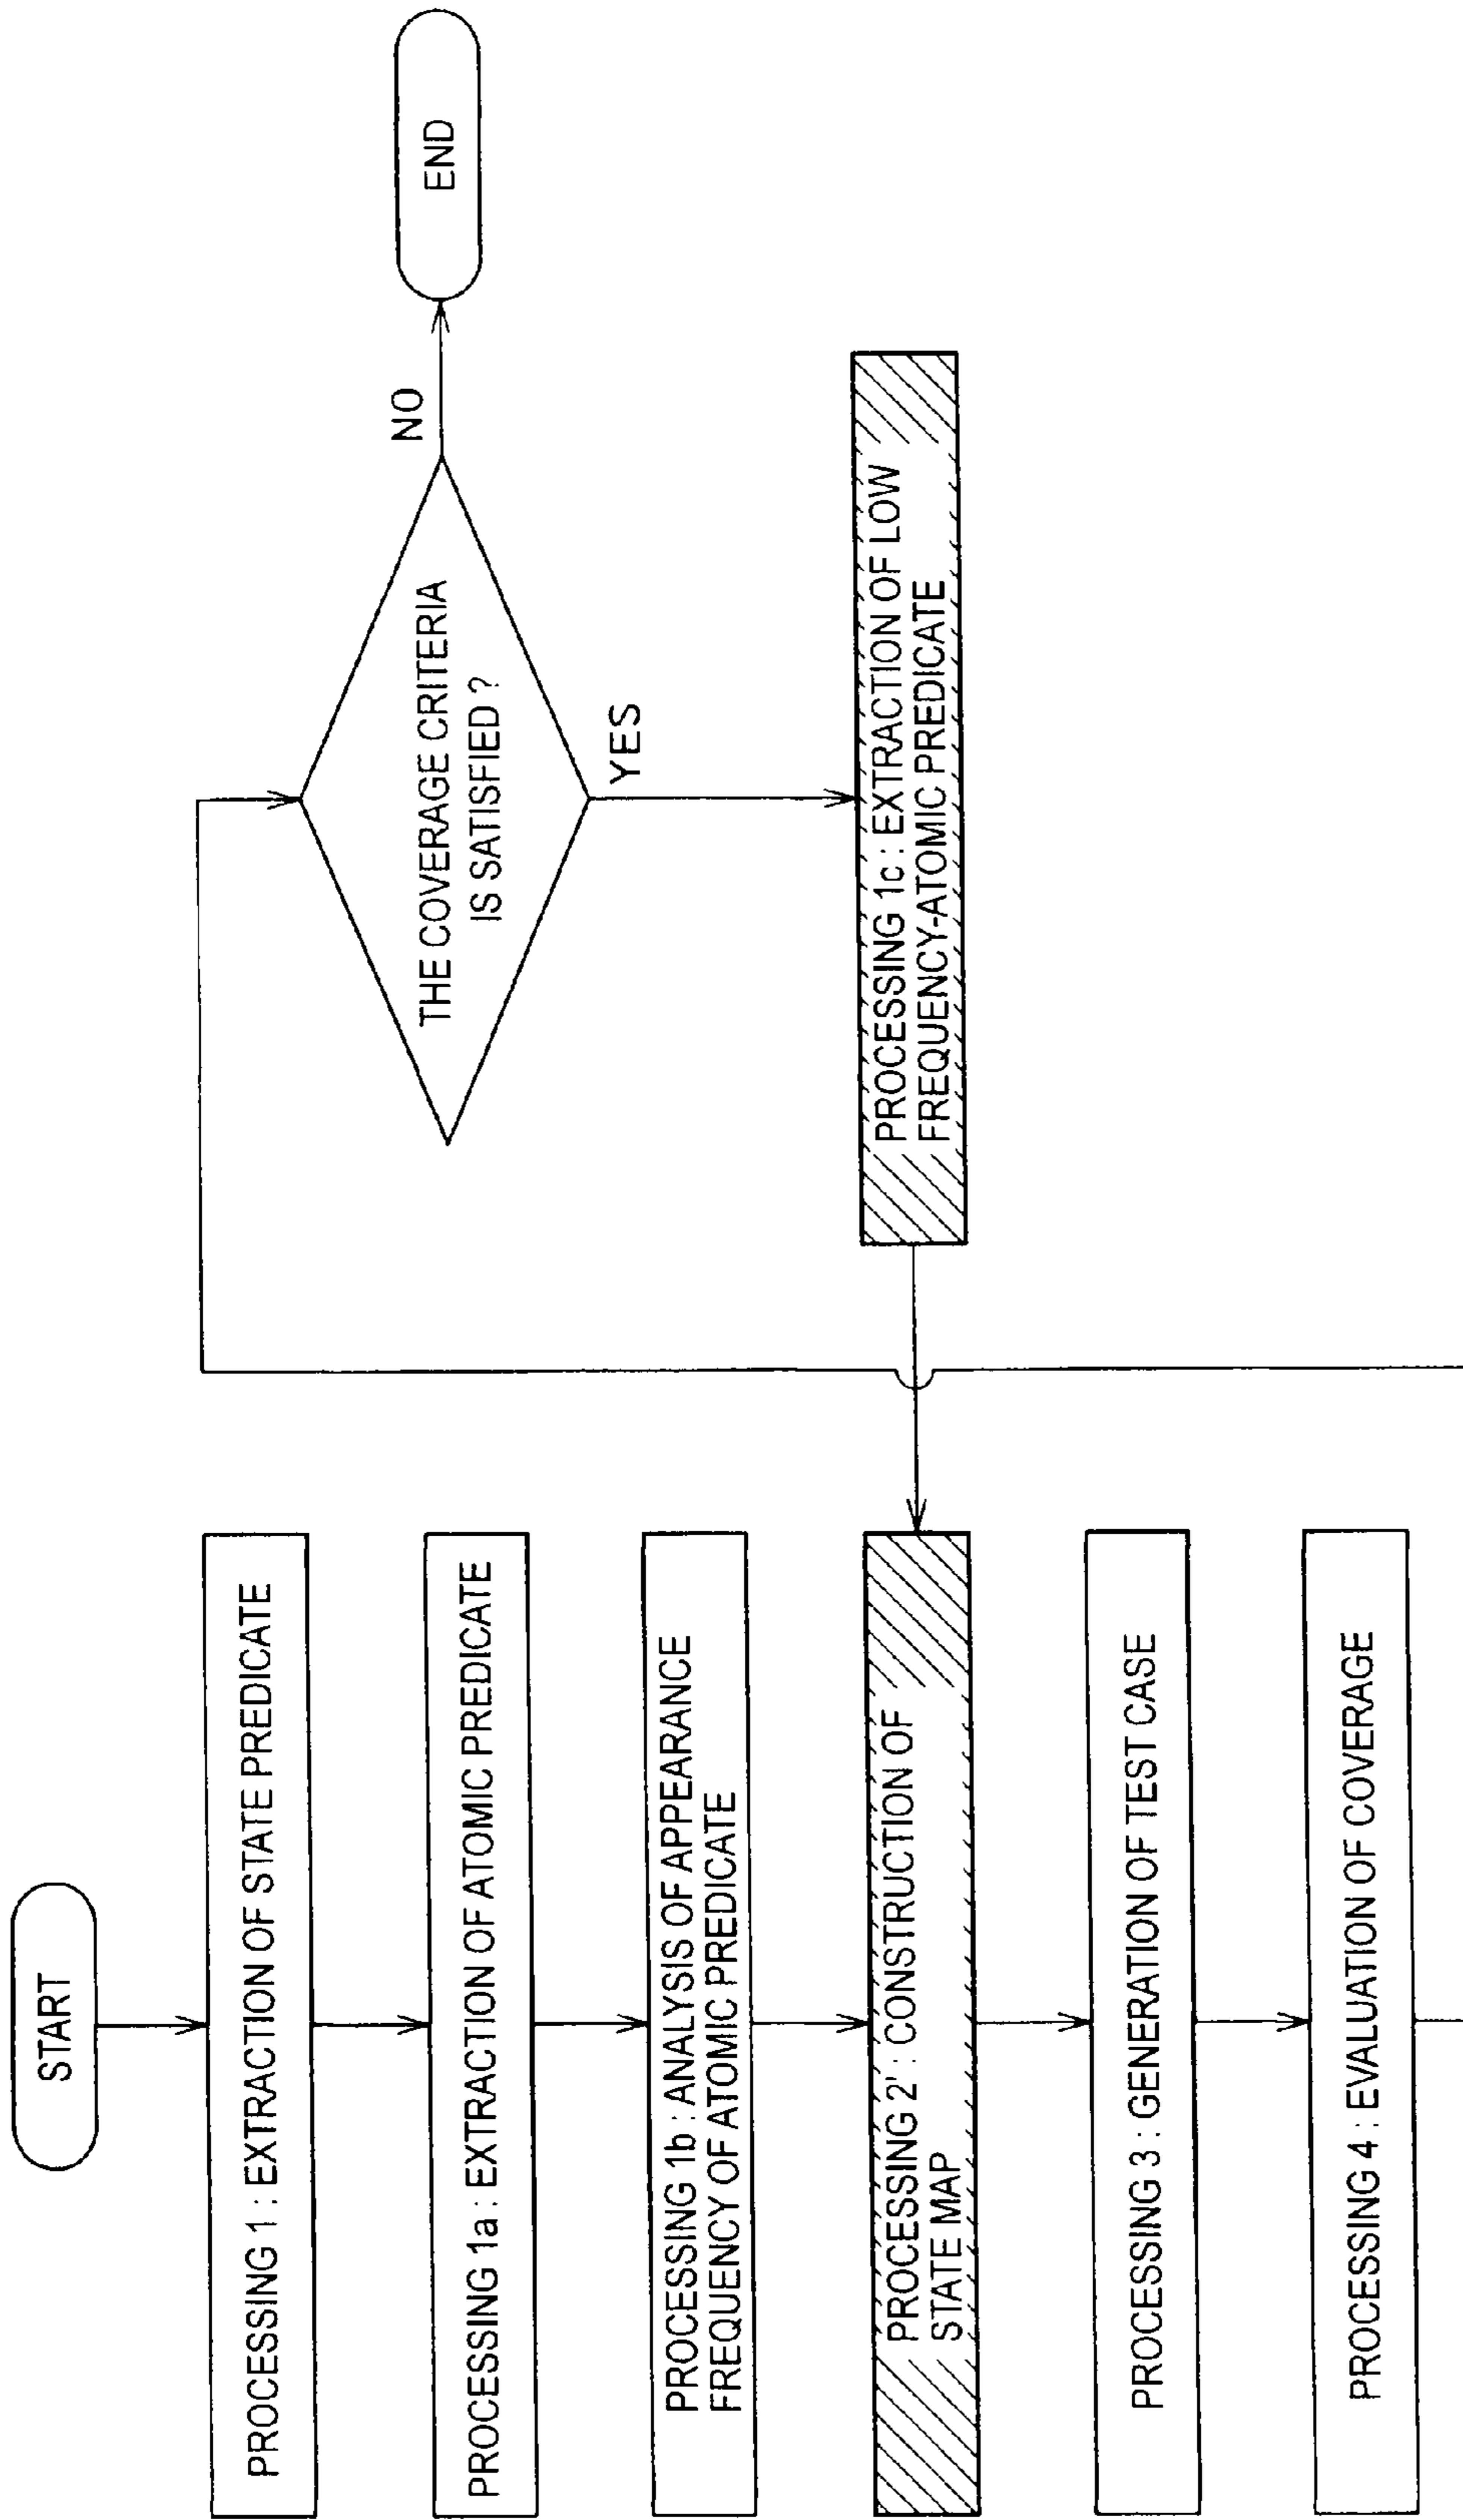 START
PROCESSING 1 : EXTRACTION OF STATE PREDICATE
PROCESSING 1a : EXTRACTION OF ATOMIC PREDICATE
PROCESSING 1b : ANALYSIS OF APPEARANCE
FREQUENCY OF ATOMIC PREDICATE
PROCESSING 2' : CONSTRUCTION OF
STATE MAP
PROCESSING 3 : GENERATION OF TEST CASE
PROCESSING 4 : EVALUATION OF COVERAGE
THE COVERAGE CRITERIA
IS SATISFIED ?
NO
END
YES
PROCESSING 1c : EXTRACTION OF LOW
FREQUENCY-ATOMIC PREDICATE